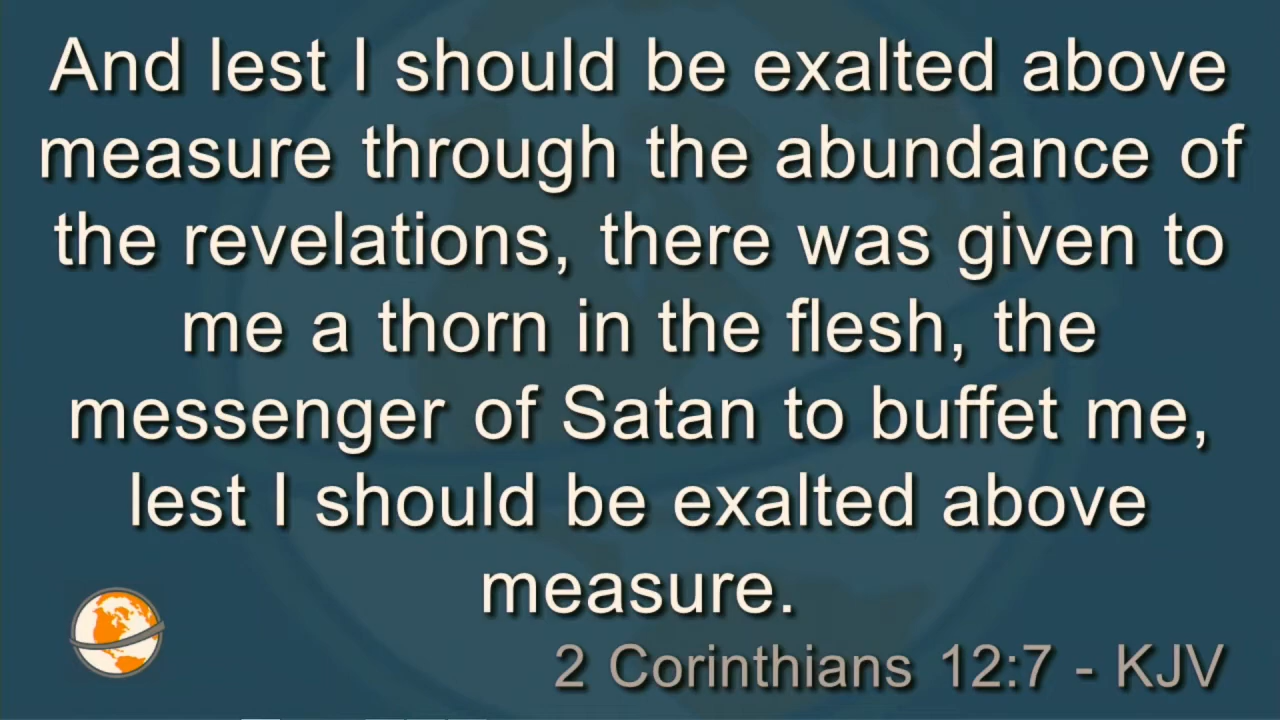 And lest I should be exalted above
measure through the abundance of
the revelations, there was given to
me a thorn in the flesh, the
messenger of Satan to buffet me,
lest I should be exalted above
measure.
2 Corinthians 12:7 - KJV